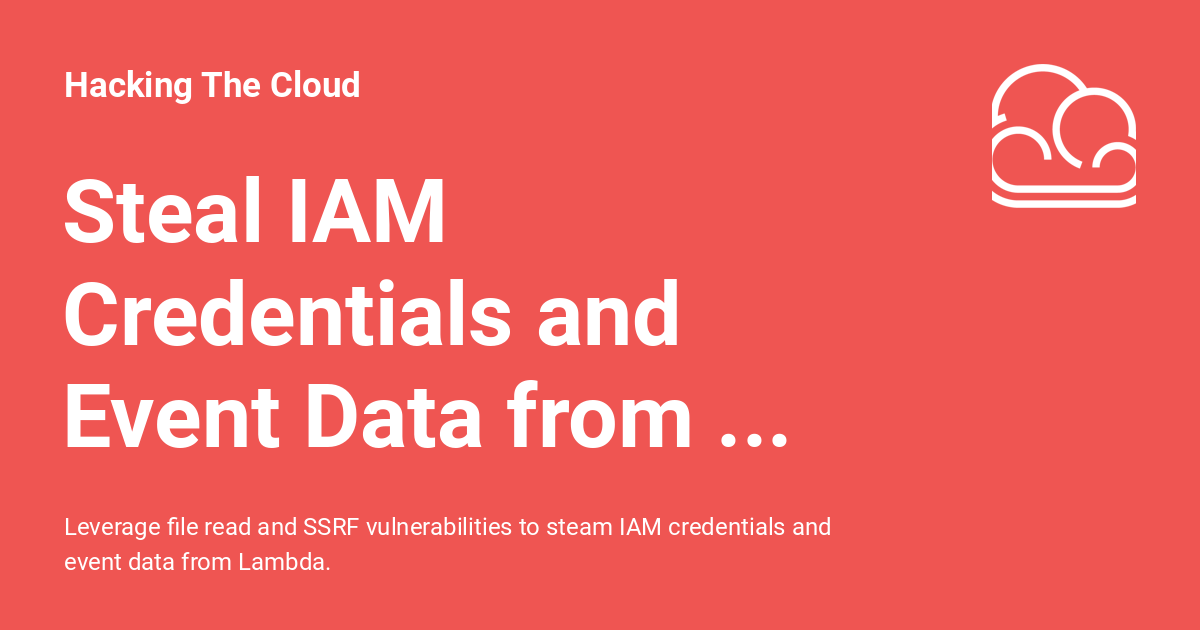 Hacking The Cloud
Steal IAM
Credentials and
Event Data from ...
Leverage file read and SSRF vulnerabilities to steam IAM credentials and
event data from Lambda.